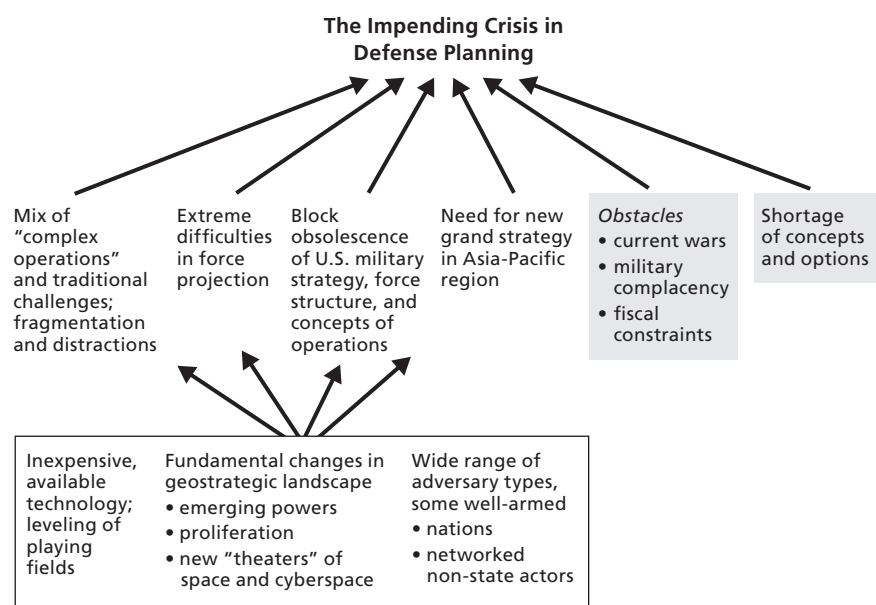 The Impending Crisis in
Defense Planning
Mix of
“complex
operations”
and traditional
challenges;
fragmentation
and distractions
Extreme
difficulties
in force
projection
Block
obsolescence
of U.S. military
strategy, force
structure, and
concepts of
operations
Need for new
grand strategy
in Asia-Pacific
region
Obstacles
• current wars
• military
complacency
• fiscal
constraints
Shortage
of concepts
and options
Inexpensive,
available
technology;
leveling of
playing
fields
Fundamental changes in
geostrategic landscape
• emerging powers
• proliferation
• new “theaters” of
space and cyberspace
Wide range of
adversary types,
some well-armed
• nations
• networked
non-state actors